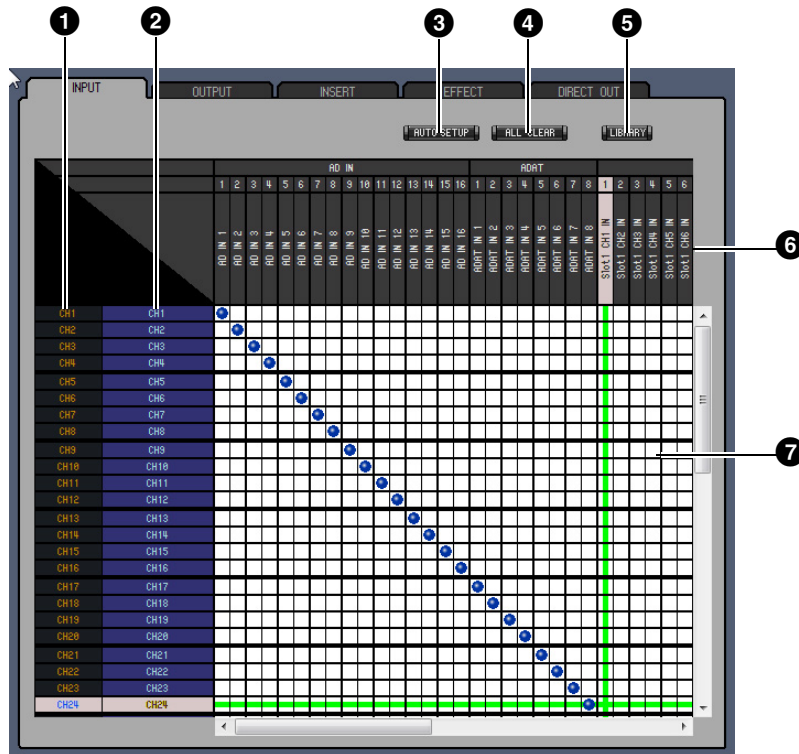 1 2 3 4 5
INPUT OUTPUT INSERT EFFECT DIRECT OUT
AUTO SETUP ALL CLEAR LIBRARY
AD IN ADAT
1 2 3 4 5 6 7 8 9 10 11 12 13 14 15 16 1 2 3 4 5 6 7 8 1 2 3 4 5 6
AD IN 1
AD IN 2
AD IN 3
AD IN 4
AD IN 5
AD IN 6
AD IN 7
AD IN 8
AD IN 9
AD IN 10
AD IN 11
AD IN 12
AD IN 13
AD IN 14
AD IN 15
AD IN 16
ADAT IN 1
ADAT IN 2
ADAT IN 3
ADAT IN 4
ADAT IN 5
ADAT IN 6
ADAT IN 7
ADAT IN 8
Slot1 CH1 IN
Slot1 CH2 IN
Slot1 CH3 IN
Slot1 CH4 IN
Slot1 CH5 IN
Slot1 CH6 IN
6
CH1 CH1
CH2 CH2
CH3 CH3
CH4 CH4
CH5 CH5
CH6 CH6
CH7 CH7
CH8 CH8
CH9 CH9
7
CH10 CH10
CH11 CH11
CH12 CH12
CH13 CH13
CH14 CH14
CH15 CH15
CH16 CH16
CH17 CH17
CH18 CH18
CH19 CH19
CH20 CH20
CH21 CH21
CH22 CH22
CH23 CH23
CH24 CH24